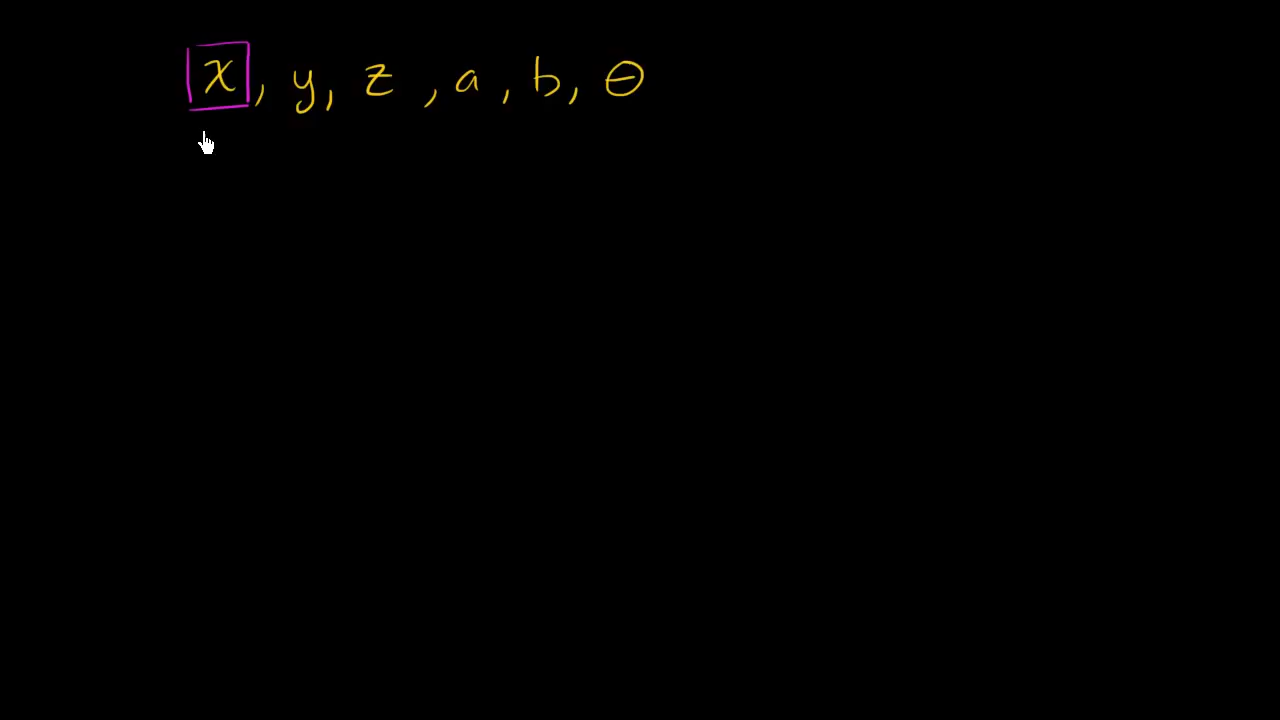 x, y, z, a, b, θ